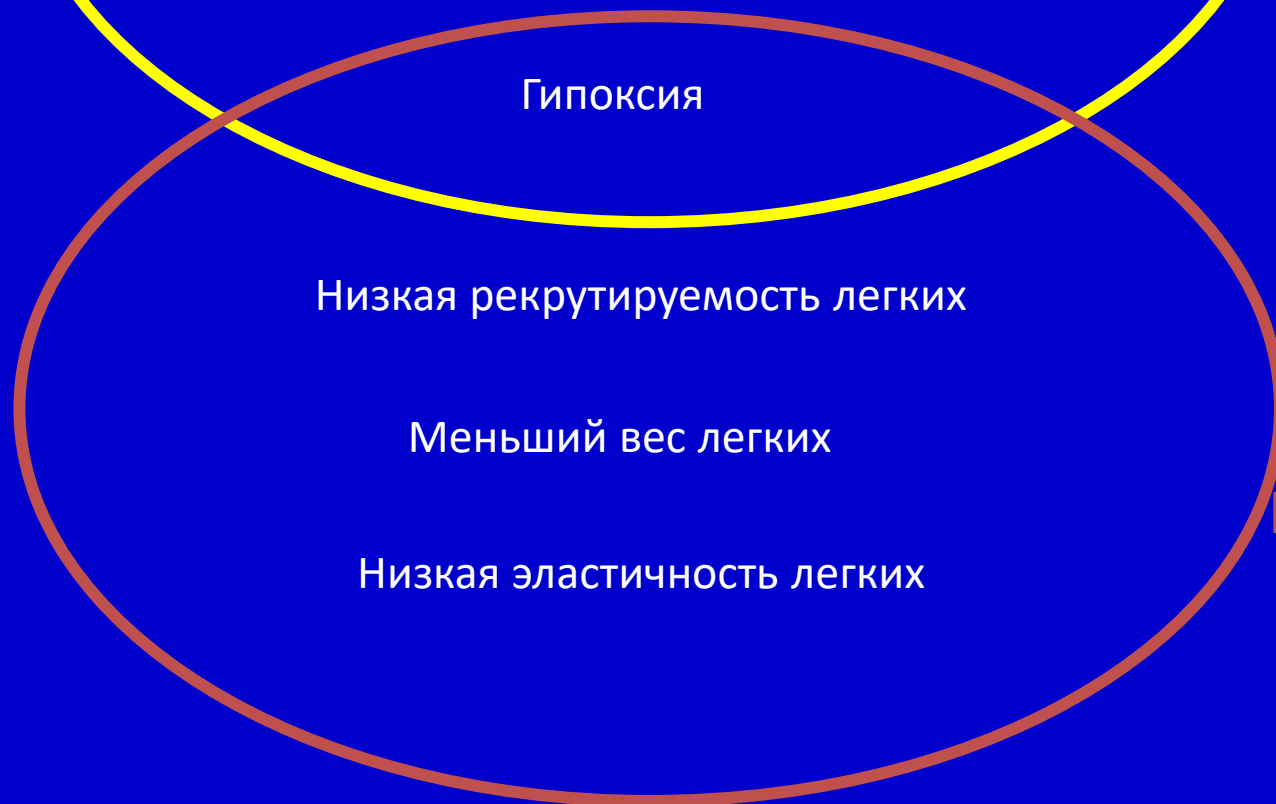 Гипоксия
Низкая рекрутируемость легких
Меньший вес легких
Низкая эластичность легких